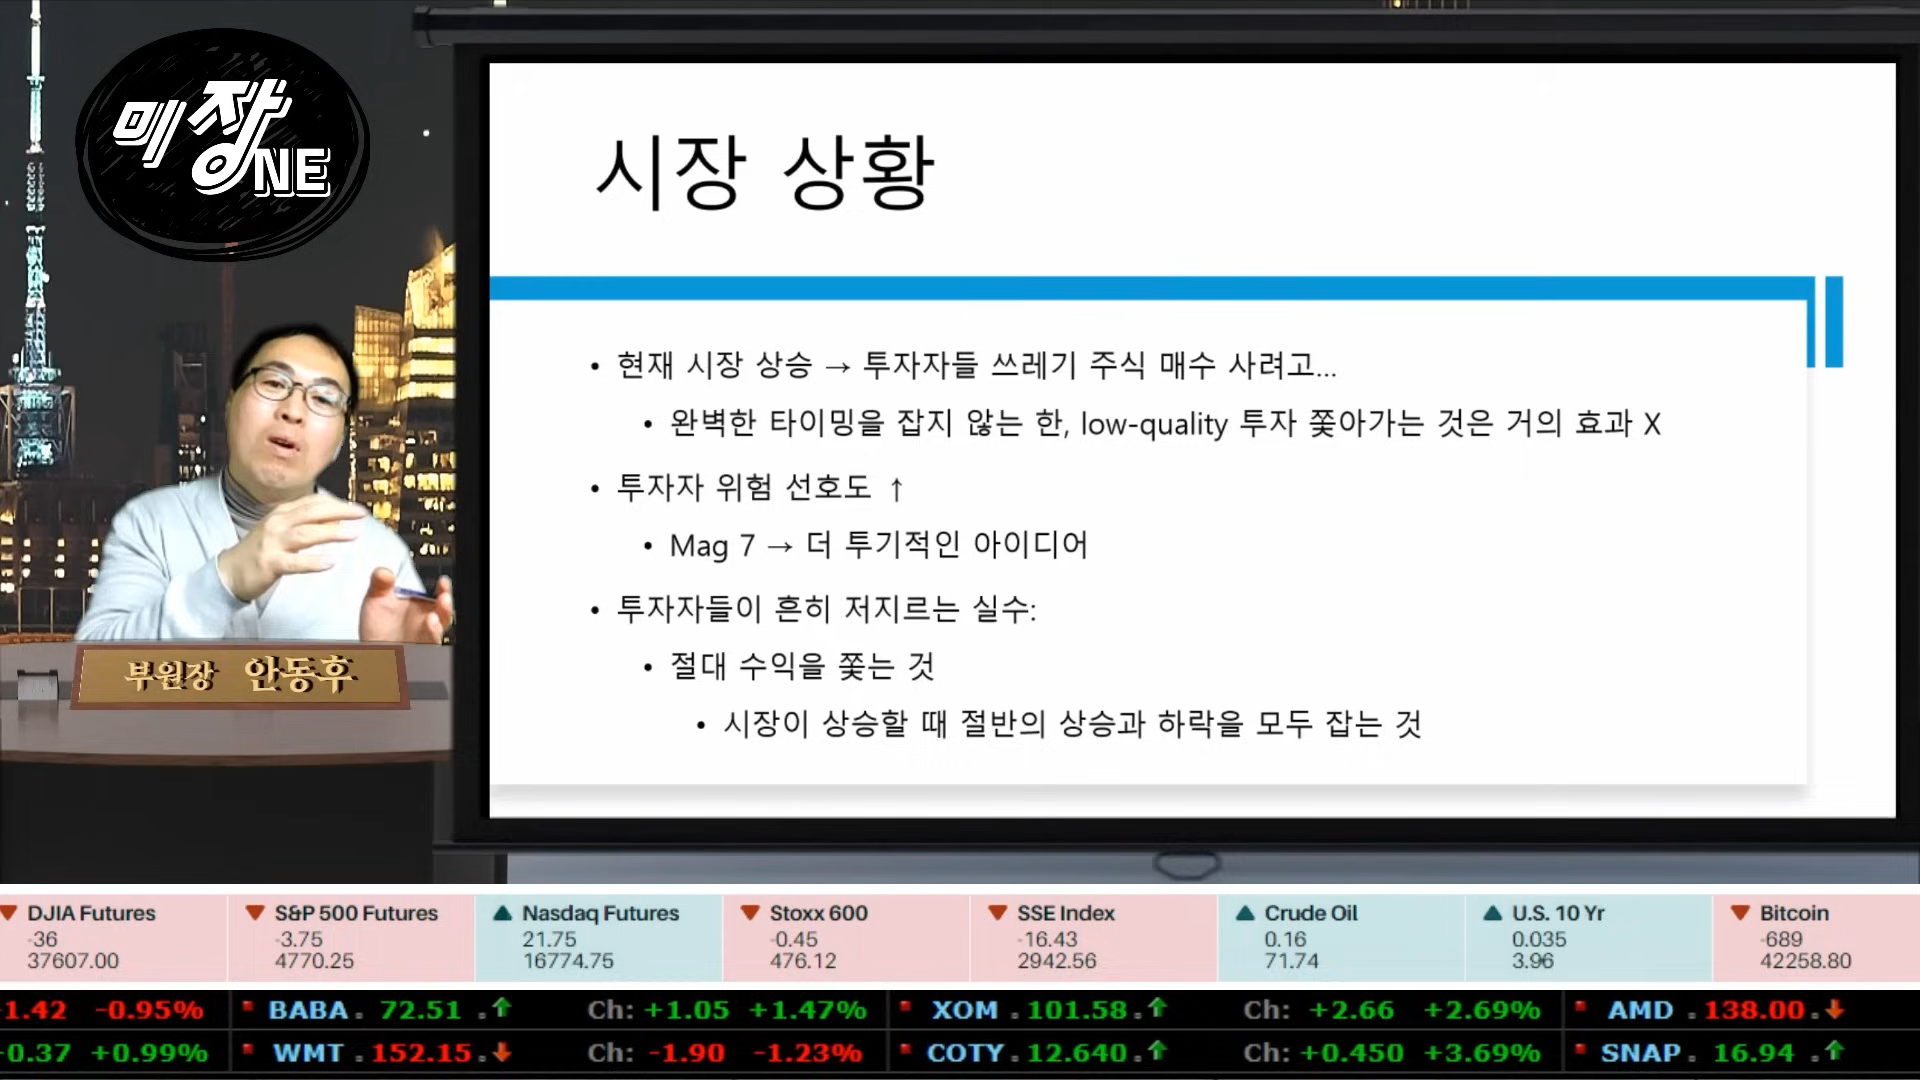 미장
ONE
시장 상황
• 현재 시장 상승 → 투자자들 쓰레기 주식 매수 사려고...
• 완벽한 타이밍을 잡지 않는 한, low-quality 투자 쫓아가는 것은 거의 효과 X
• 투자자 위험 선호도 ↑
• Mag 7 → 더 투기적인 아이디어
• 투자자들이 흔히 저지르는 실수:
• 절대 수익을 쫓는 것
• 시장이 상승할 때 절반의 상승과 하락을 모두 잡는 것
부원장 안동후
▼ DJIA Futures ▼ S&P 500 Futures ▲ Nasdaq Futures ▼ Stoxx 600 ▼ SSE Index ▲ Crude Oil ▲ U.S. 10 Yr ▼ Bitcoin
-36 -3.75 21.75 -0.45 -16.43 0.16 0.035 -689
37607.00 4770.25 16774.75 476.12 2942.56 71.74 3.96 42258.80
1.42 -0.95% BABA. 72.51 .↑ Ch: +1.05 +1.47% XOM .101.58.↑ Ch: +2.66 +2.69% AMD .138.00.↓
0.37 +0.99% WMT .152.15.↓ Ch: -1.90 -1.23% COTY.12.640.↑ Ch: +0.450 +3.69% SNAP. 16.94 .↑